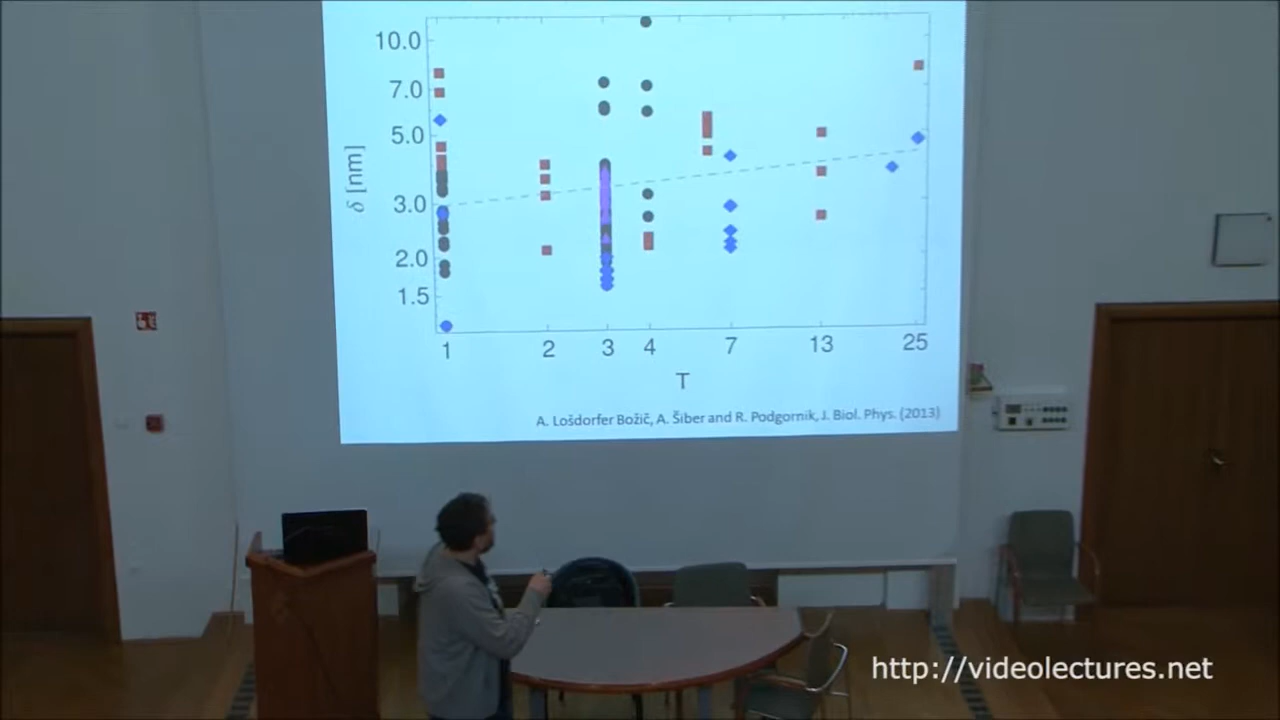 10.0
7.0
5.0
3.0
2.0
1.5
δ [nm]
1 2 3 4 7 13 25
T
A. Lošdorfer Božič, A. Šiber and R. Podgornik, J. Biol. Phys. (2013)
http://videolectures.net